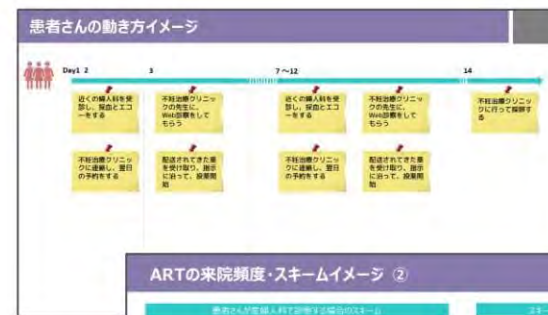 患者さんの動き方イメージ
Day1 2
3
7～12
14
近くの婦人科を受
診し、採血とエコ
ーをする
不妊治療クリニッ
クの先生に、
Web診察をして
もらう
近くの婦人科を受
診し、採血とエコ
ーをする
不妊治療クリニッ
クの先生に、
Web診察をして
もらう
不妊治療クリニッ
クに行って採卵す
る
不妊治療クリニッ
クに連絡し、翌日
の予約をする
配送されてきた薬
を受け取り、指示
に沿って、投薬開
始
不妊治療クリニッ
クに連絡し、翌日
の予約をする
配送されてきた薬
を受け取り、指示
に沿って、投薬開
始
ARTの来院頻度・スキームイメージ ②
患者さんが産婦人科で診療する場合のスキーム
スキー